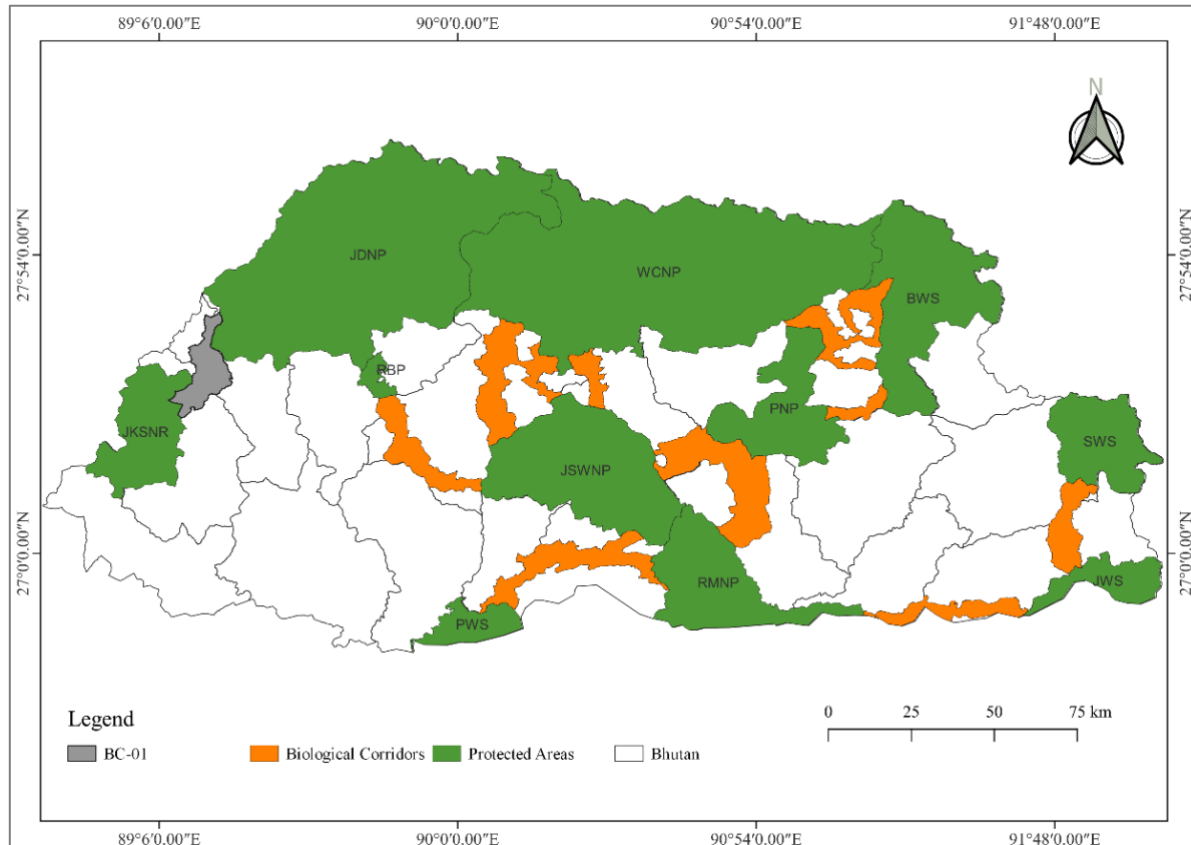 89°6′0.00″E 90°0′0.00″E 90°54′0.00″E 91°48′0.00″E
N
27°54′0.00″N 27°54′0.00″N
JDNP
WCNP
BWS
RBP
PNP
JKSNR
SWS
JSWNP
27°0′0.00″N 27°0′0.00″N
RMNP
JWS
PWS
Legend
0 25 50 75 km
BC-01 Biological Corridors Protected Areas Bhutan
89°6′0.00″E 90°0′0.00″E 90°54′0.00″E 91°48′0.00″E